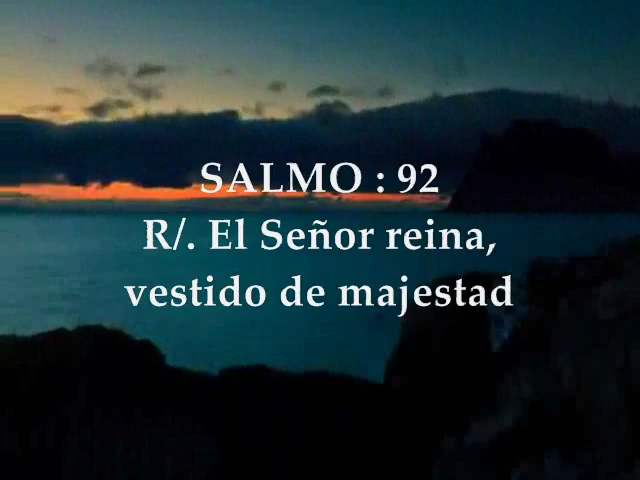 SALMO : 92
R/. El Señor reina,
vestido de majestad